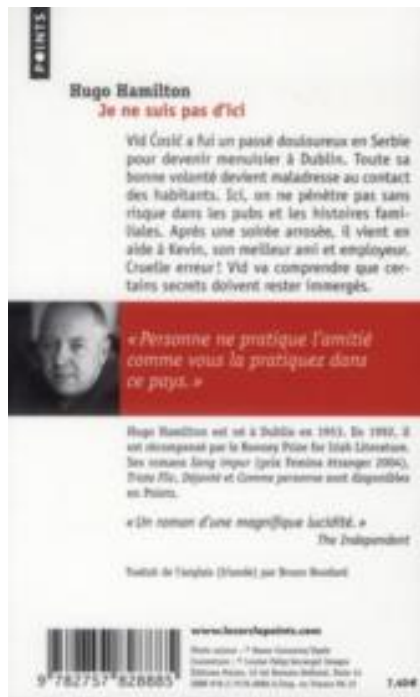 POINTS
Hugo Hamilton
Je ne suis pas d'ici
Vid Ćosić a fui un passé douloureux en Serbie
pour devenir menuisier à Dublin. Toute sa
bonne volonté devient maladresse au contact
des habitants. Ici, on ne pénètre pas sans
risque dans les pubs et les histoires fami-
liales. Après une soirée arrosée, il vient en
aide à Kevin, son meilleur ami et employeur.
Cruelle erreur ! Vid va comprendre que cer-
tains secrets doivent rester immergés.
« Personne ne pratique l'amitié
comme vous la pratiquez dans
ce pays. »
Hugo Hamilton est né à Dublin en 1953. En 1992, il
est récompensé par le Rooney Prize for Irish Literature.
Ses romans Sang impur (prix Femina étranger 2004),
Triste Flic, Déjanté et Comme personne sont disponibles
en Points.
« Un roman d'une magnifique lucidité. »
The Independent
Traduit de l'anglais (Irlande) par Bruno Boudard
www.lecerclepoints.com
9 782757 828885
7,40€